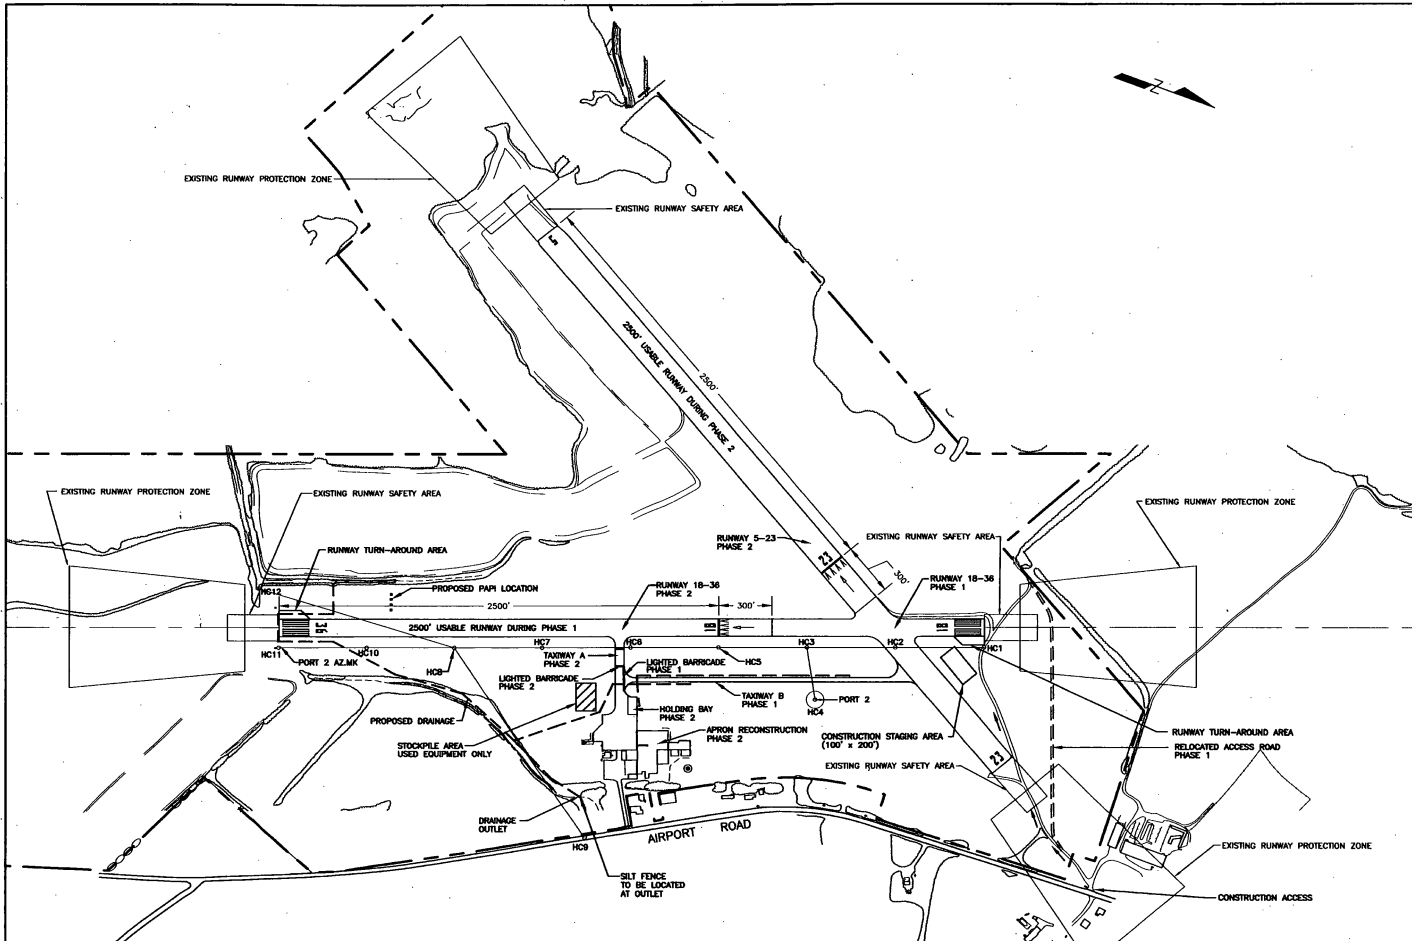 N
EXISTING RUNWAY PROTECTION ZONE
EXISTING RUNWAY SAFETY AREA
5
2500' USABLE RUNWAY DURING PHASE 2
2500'
EXISTING RUNWAY PROTECTION ZONE
EXISTING RUNWAY SAFETY AREA
EXISTING RUNWAY PROTECTION ZONE
RUNWAY TURN-AROUND AREA
RUNWAY 5-23
PHASE 2
EXISTING RUNWAY SAFETY AREA
23
300'
RUNWAY 18-36
PHASE 2
RUNWAY 18-36
PHASE 1
PROPOSED PAPI LOCATION
HC12
2500'
300'
2500' USABLE RUNWAY DURING PHASE 1
36
18
18
HC11
PORT 2 AZ.MK
HC10
HC8
HC7
HC6
HC5
HC3
HC2
HC1
TAXIWAY A
PHASE 2
LIGHTED BARRICADE
PHASE 1
LIGHTED BARRICADE
PHASE 2
TAXIWAY B
PHASE 1
PORT 2
HC4
HOLDING BAY
PHASE 2
PROPOSED DRAINAGE
APRON RECONSTRUCTION
PHASE 2
CONSTRUCTION STAGING AREA
(100' x 200')
RUNWAY TURN-AROUND AREA
RELOCATED ACCESS ROAD
PHASE 1
STOCKPILE AREA
USED EQUIPMENT ONLY
23
EXISTING RUNWAY SAFETY AREA
DRAINAGE
OUTLET
AIRPORT ROAD
HC9
EXISTING RUNWAY PROTECTION ZONE
SILT FENCE
TO BE LOCATED
AT OUTLET
CONSTRUCTION ACCESS